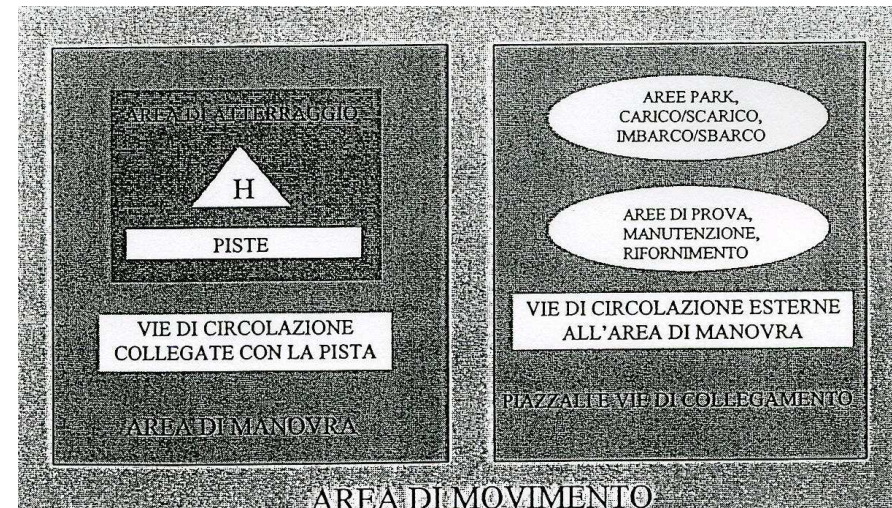 AREA DI ATTERRAGGIO
H
PISTE
VIE DI CIRCOLAZIONE
COLLEGATE CON LA PISTA
AREA DI MANOVRA
AREE PARK,
CARICO/SCARICO,
IMBARCO/SBARCO
AREE DI PROVA,
MANUTENZIONE,
RIFORNIMENTO
VIE DI CIRCOLAZIONE ESTERNE
ALL'AREA DI MANOVRA
PIAZZALI E VIE DI COLLEGAMENTO
AREA DI MOVIMENTO